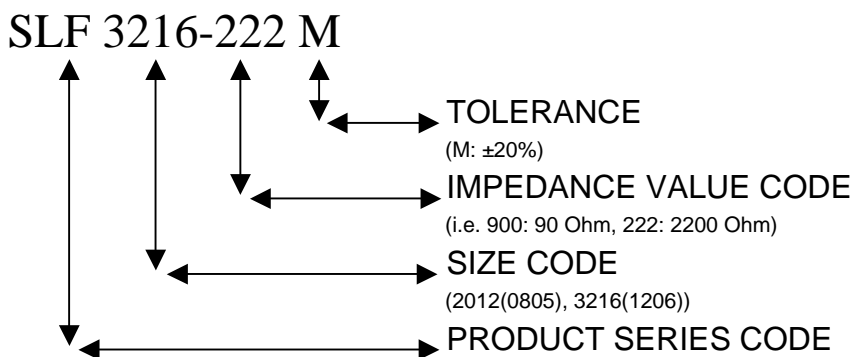 SLF 3216-222 M
TOLERANCE
(M: ±20%)
IMPEDANCE VALUE CODE
(i.e. 900: 90 Ohm, 222: 2200 Ohm)
SIZE CODE
(2012(0805), 3216(1206))
PRODUCT SERIES CODE